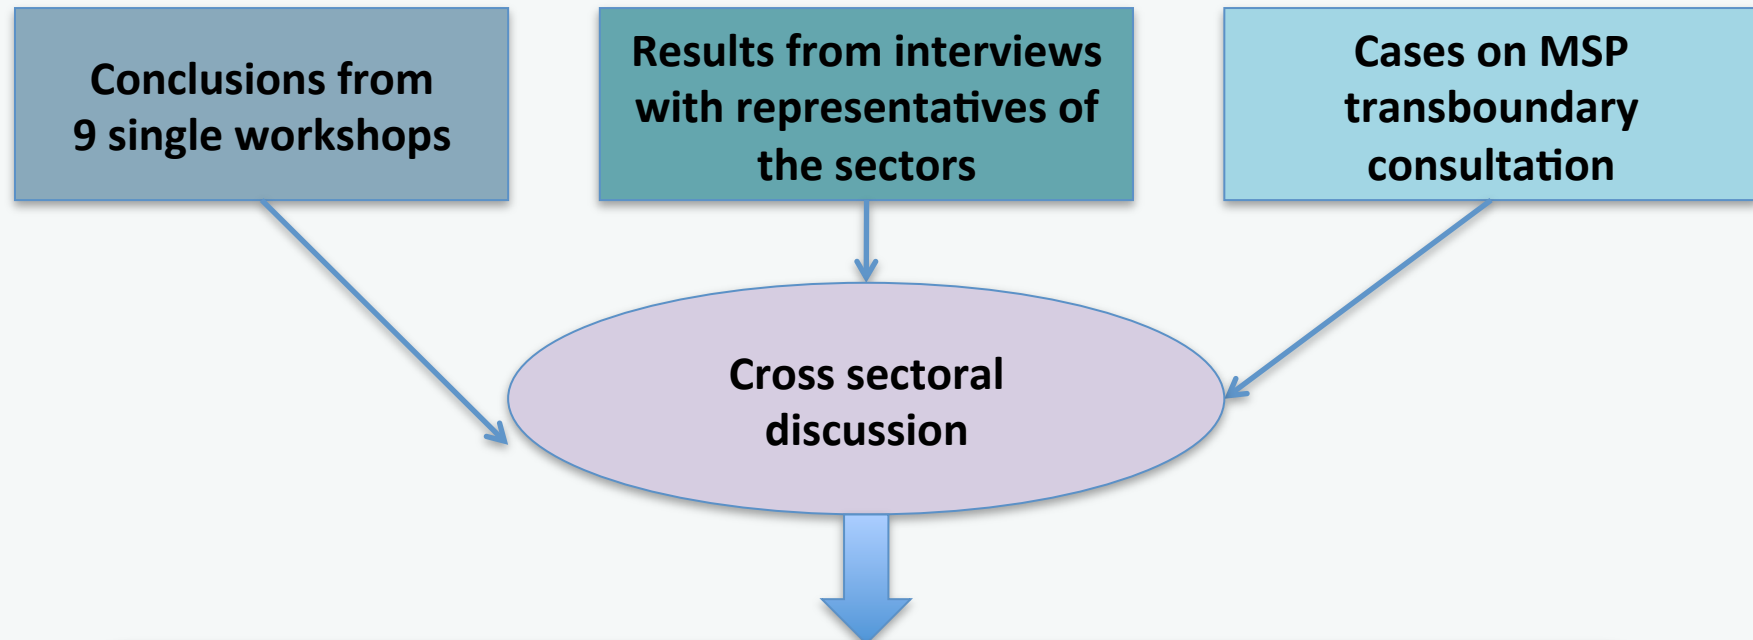 Conclusions from
9 single workshops
Results from interviews
with representatives of
the sectors
Cases on MSP
transboundary
consultation
Cross sectoral
discussion